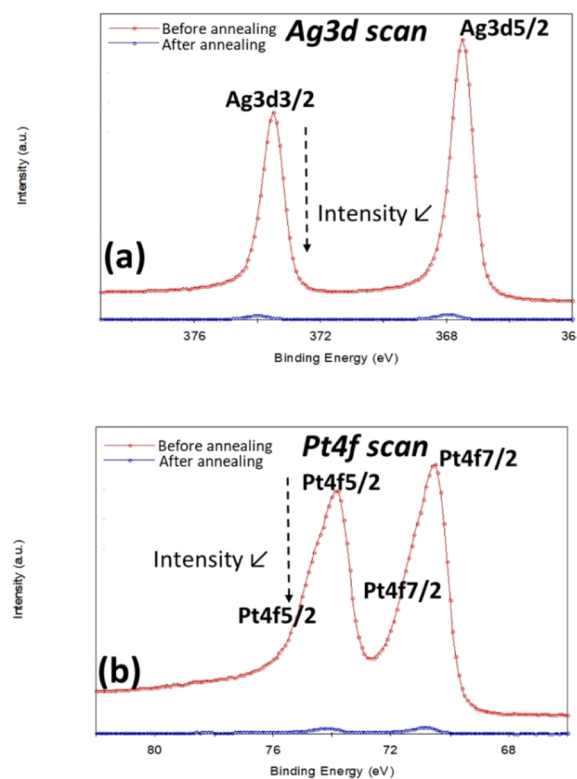 Before annealing
After annealing
Ag3d scan
Ag3d5/2
Ag3d3/2
Intensity (a.u.)
Intensity ↙
(a)
376
372
368
36
Binding Energy (eV)
Before annealing
After annealing
Pt4f scan
Pt4f7/2
Pt4f5/2
Intensity (a.u.)
Intensity ↙
Pt4f7/2
Pt4f5/2
(b)
80
76
72
68
Binding Energy (eV)